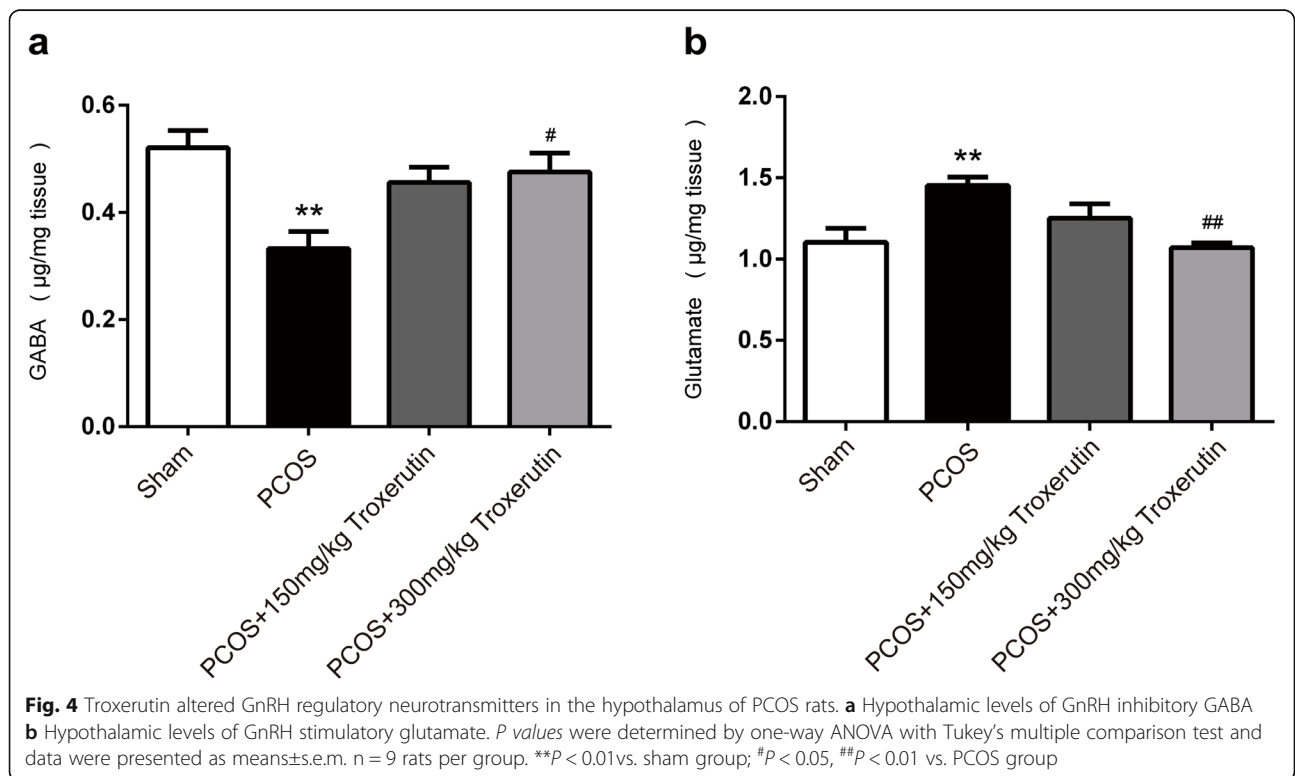 a
0.6
0.4
0.2
0.0
GABA ( µg/mg tissue)
**
#
Sham
PCOS
PCOS+150mg/kg Troxerutin
PCOS+300mg/kg Troxerutin
b
2.0
1.5
1.0
0.5
0.0
Glutamate ( µg/mg tissue )
**
##
Sham
PCOS
PCOS+150mg/kg Troxerutin
PCOS+300mg/kg Troxerutin
Fig. 4 Troxerutin altered GnRH regulatory neurotransmitters in the hypothalamus of PCOS rats. a Hypothalamic levels of GnRH inhibitory GABA
b Hypothalamic levels of GnRH stimulatory glutamate. P values were determined by one-way ANOVA with Tukey’s multiple comparison test and
data were presented as means±s.e.m. n = 9 rats per group. **P < 0.01vs. sham group; #P < 0.05, ##P < 0.01 vs. PCOS group